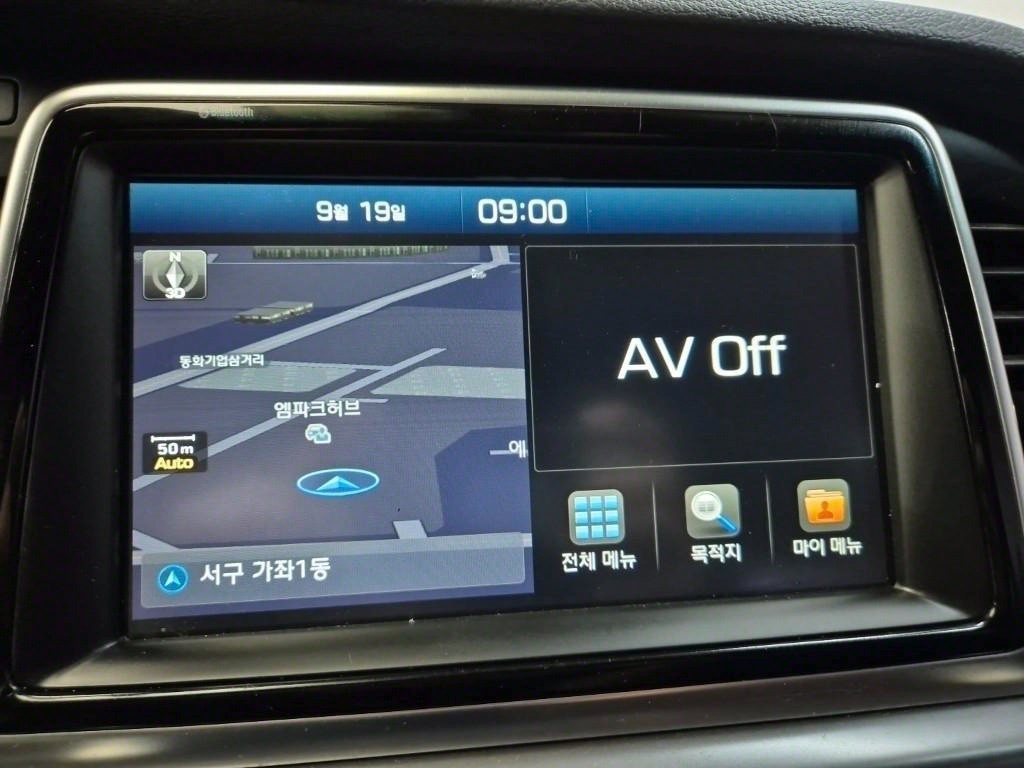 Bluetooth
9월 19일
09:00
N
3D
동화기업삼거리
엠파크허브
50 m
Auto
서구 가좌1동
AV Off
전체 메뉴
목적지
마이 메뉴